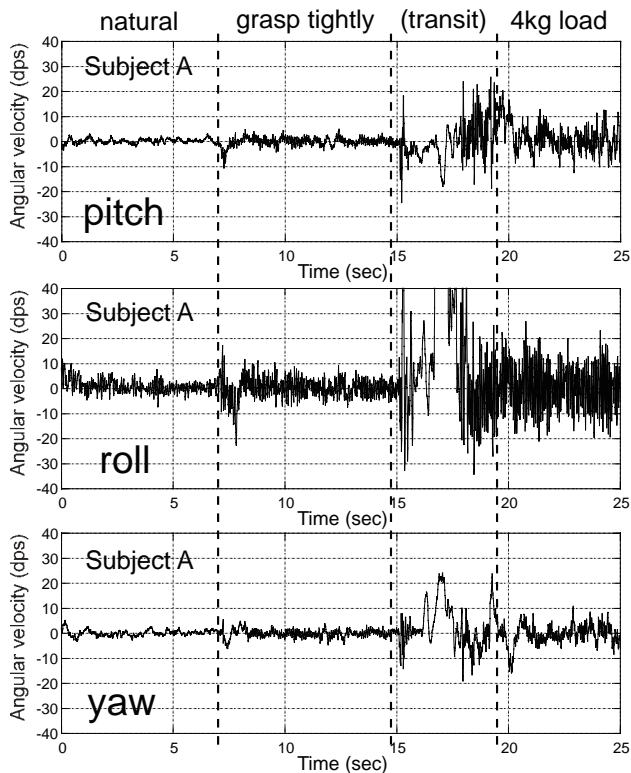 natural grasp tightly (transit) 4kg load
Subject A
Angular velocity (dps)
40
30
20
10
0
-10
-20
-30
-40
pitch
0 5 10 15 20 25
Time (sec)
Subject A
Angular velocity (dps)
40
30
20
10
0
-10
-20
-30
-40
roll
0 5 10 15 20 25
Time (sec)
Subject A
Angular velocity (dps)
40
30
20
10
0
-10
-20
-30
-40
yaw
0 5 10 15 20 25
Time (sec)